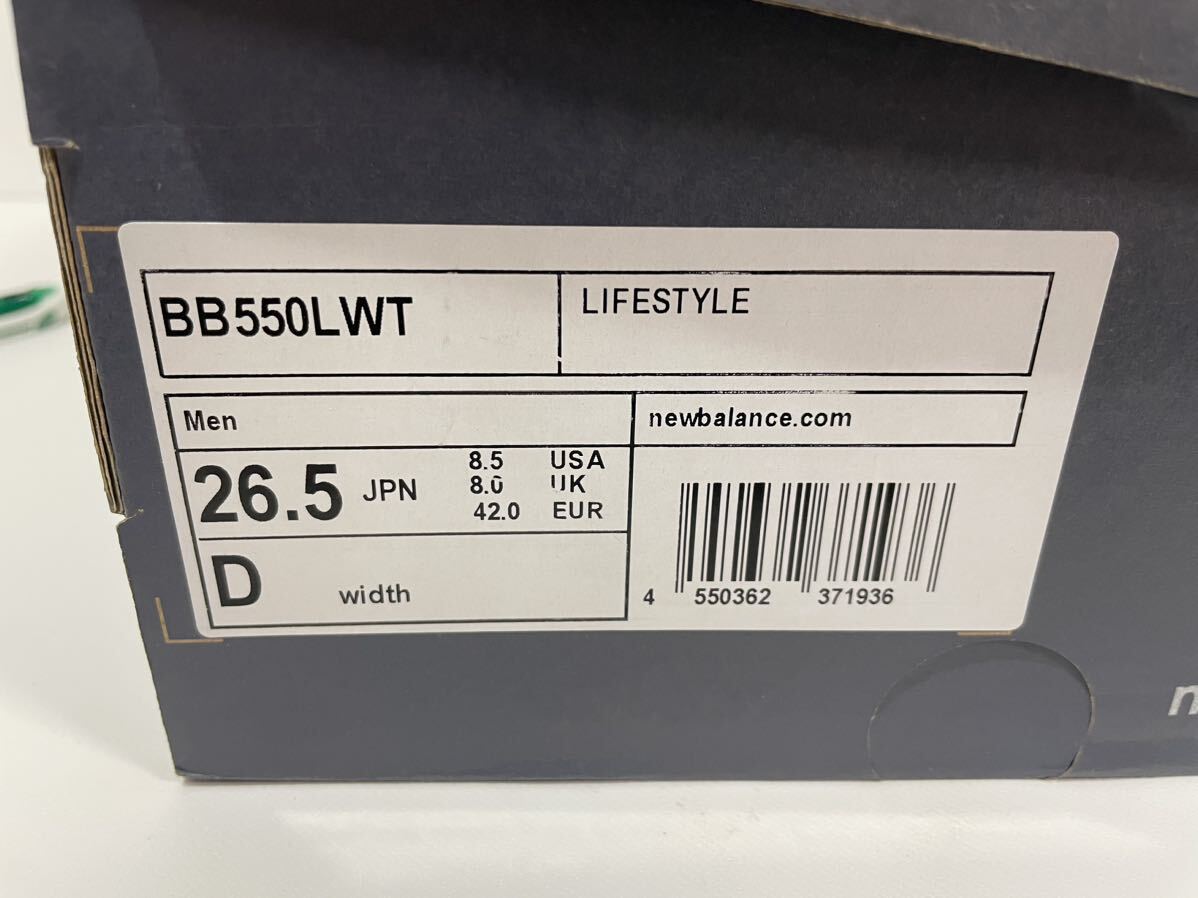 BB550LWT
LIFESTYLE
Men
newbalance.com
26.5 JPN
8.5 USA
8.0 UK
42.0 EUR
D width
4 550362 371936
n